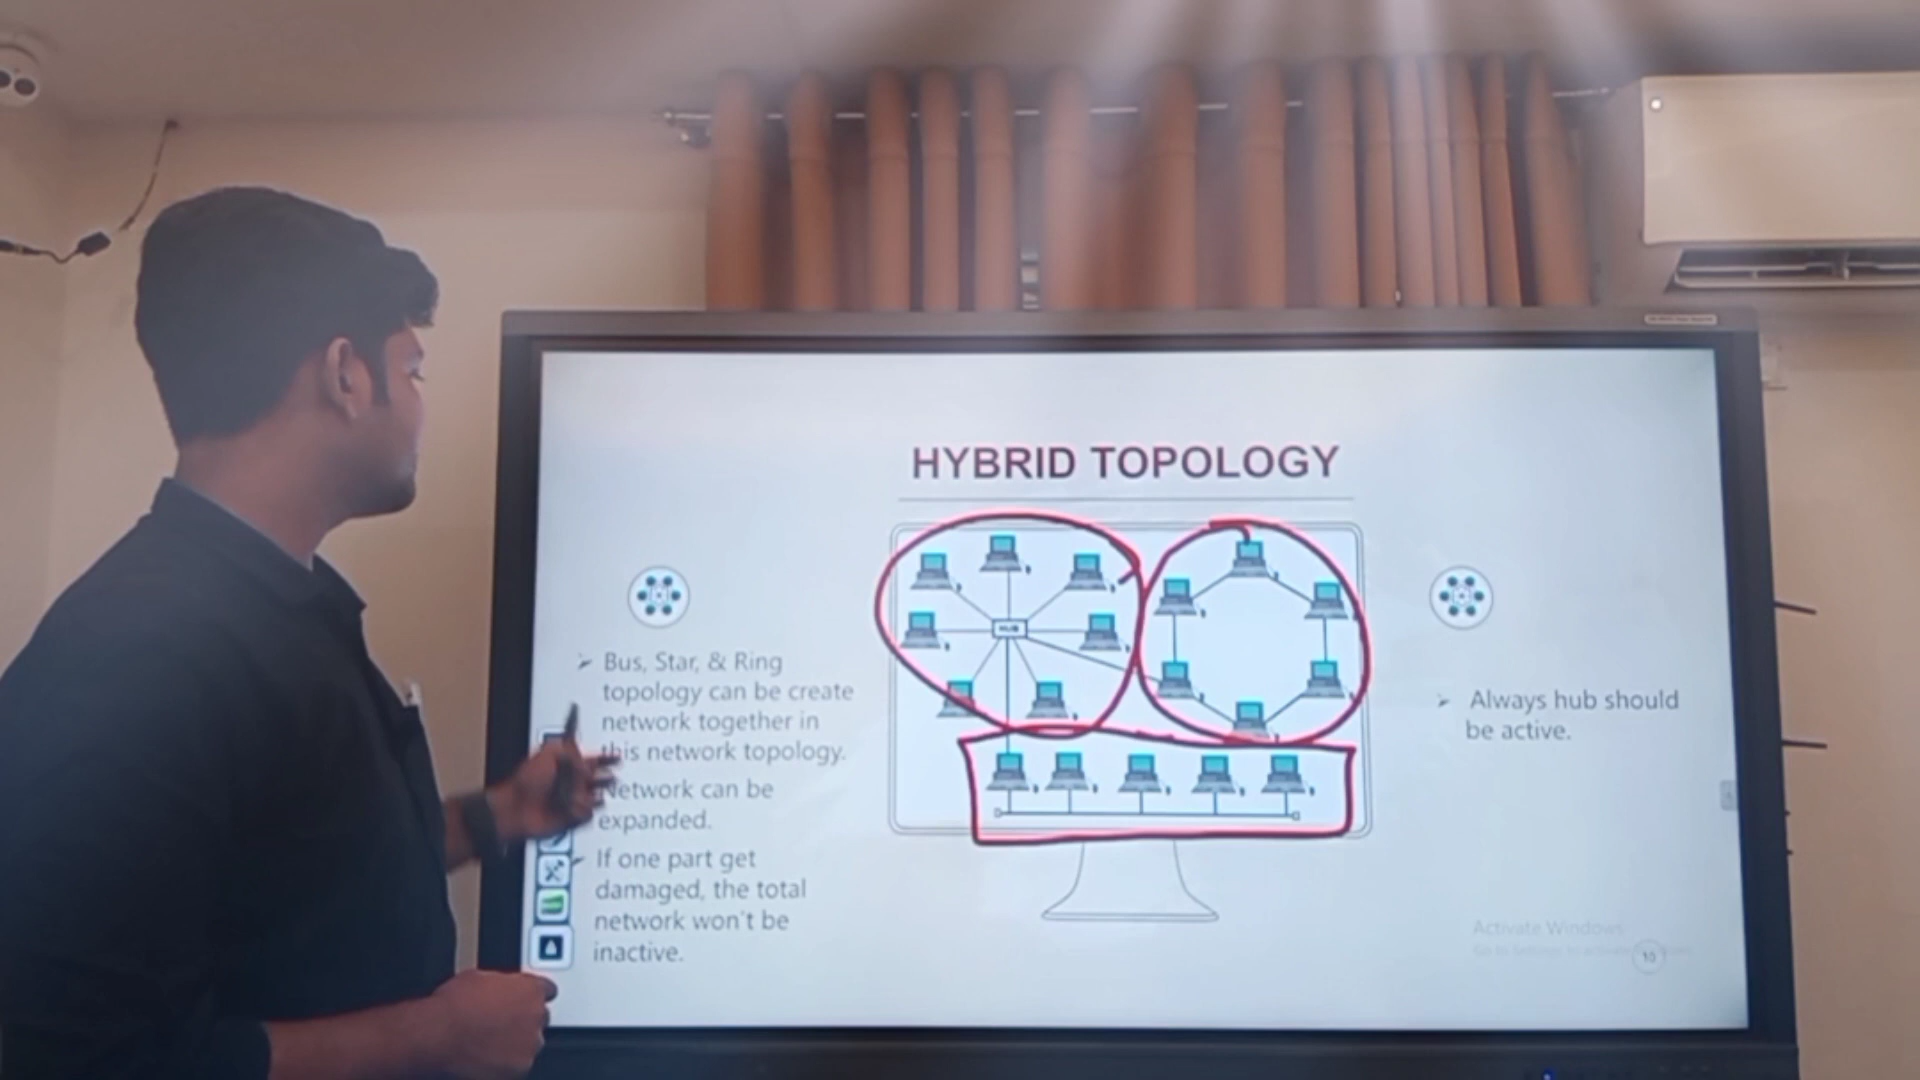 HYBRID TOPOLOGY
HUB
Bus, Star, & Ring
topology can be create
network together in
this network topology.
Network can be
expanded.
If one part get
damaged, the total
network won't be
inactive.
Always hub should
be active.
Activate Windows
10